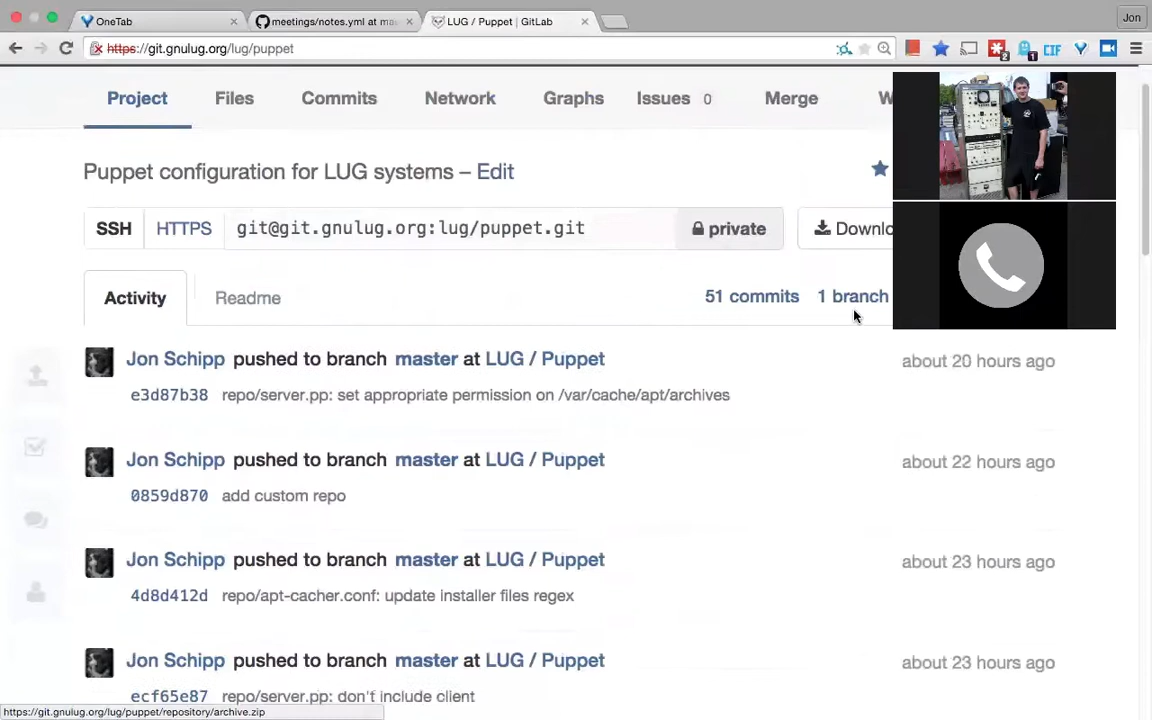 OneTab
meetings/notes.yml at mas
LUG / Puppet | GitLab
Jon
https://git.gnulug.org/lug/puppet
2
1
CIF
Project Files Commits Network Graphs Issues 0 Merge W
Puppet configuration for LUG systems – Edit
SSH HTTPS git@git.gnulug.org:lug/puppet.git private Downlo
Activity Readme 51 commits 1 branch
Jon Schipp pushed to branch master at LUG / Puppet about 20 hours ago
e3d87b38 repo/server.pp: set appropriate permission on /var/cache/apt/archives
Jon Schipp pushed to branch master at LUG / Puppet about 22 hours ago
0859d870 add custom repo
Jon Schipp pushed to branch master at LUG / Puppet about 23 hours ago
4d8d412d repo/apt-cacher.conf: update installer files regex
Jon Schipp pushed to branch master at LUG / Puppet about 23 hours ago
ecf65e87 repo/server.pp: don't include client
https://git.gnulug.org/lug/puppet/repository/archive.zip